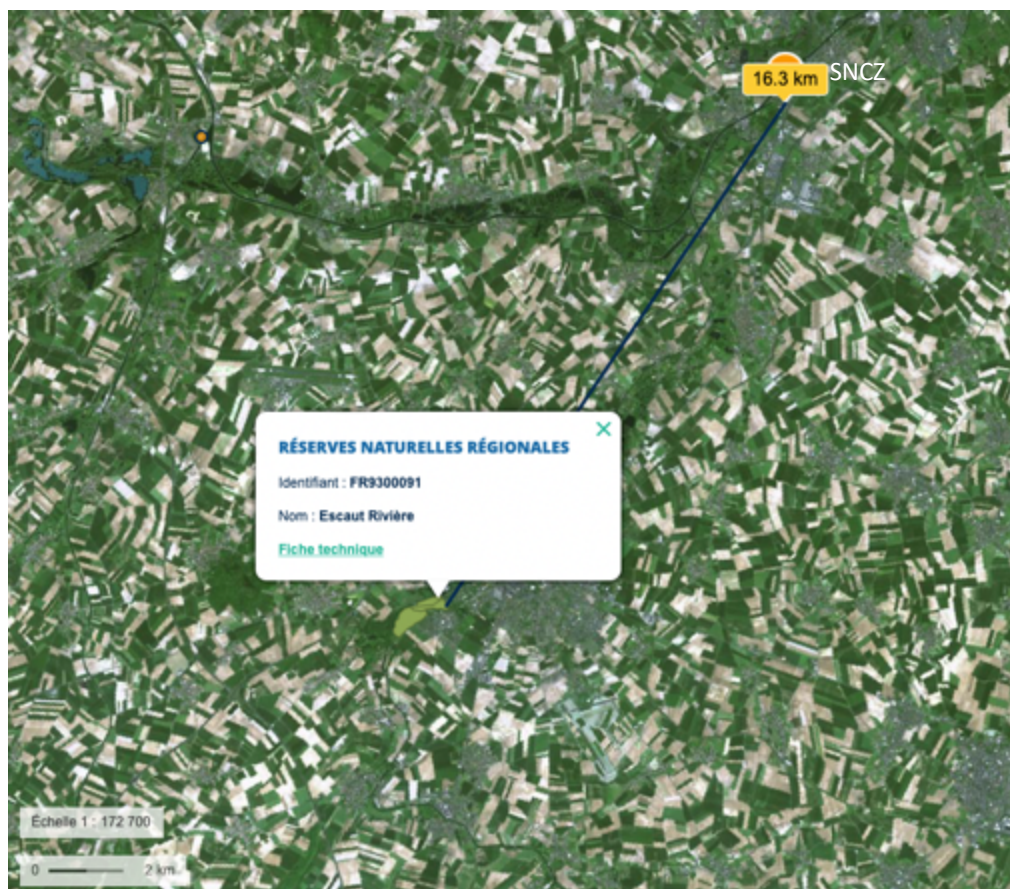 16.3 km
SNCZ
RÉSERVES NATURELLES RÉGIONALES
Identifiant : FR9300091
Nom : Escaut Rivière
Fiche technique
Échelle 1 : 172 700
0 2 km